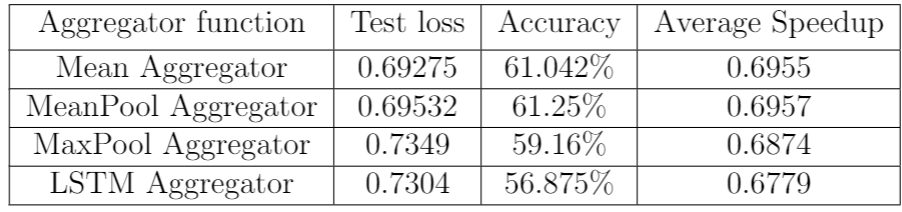 Aggregator function Test loss Accuracy Average Speedup
Mean Aggregator 0.69275 61.042% 0.6955
MeanPool Aggregator 0.69532 61.25% 0.6957
MaxPool Aggregator 0.7349 59.16% 0.6874
LSTM Aggregator 0.7304 56.875% 0.6779